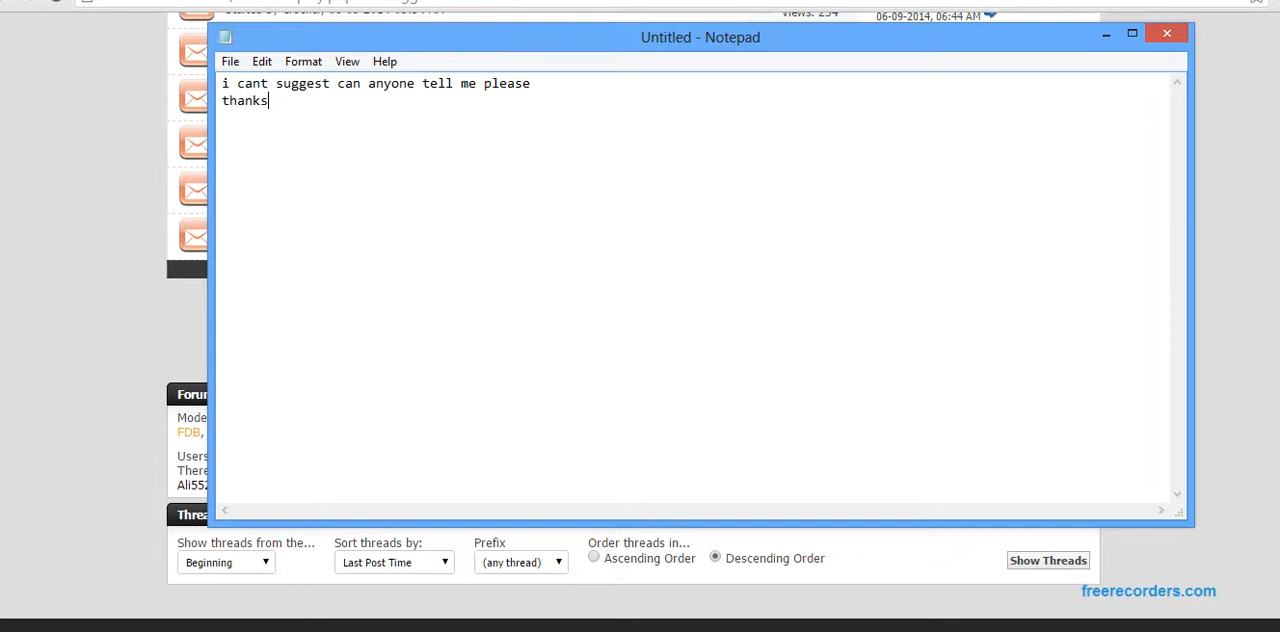 Views: 234
06-09-2014, 06:44 AM
Untitled - Notepad
File Edit Format View Help
i cant suggest can anyone tell me please
thanks
Forum
Mode
FDB,
Users
There
Ali552
Threa
Show threads from the... Sort threads by: Prefix Order threads in...
Beginning Last Post Time (any thread) Ascending Order Descending Order Show Threads
freerecorders.com